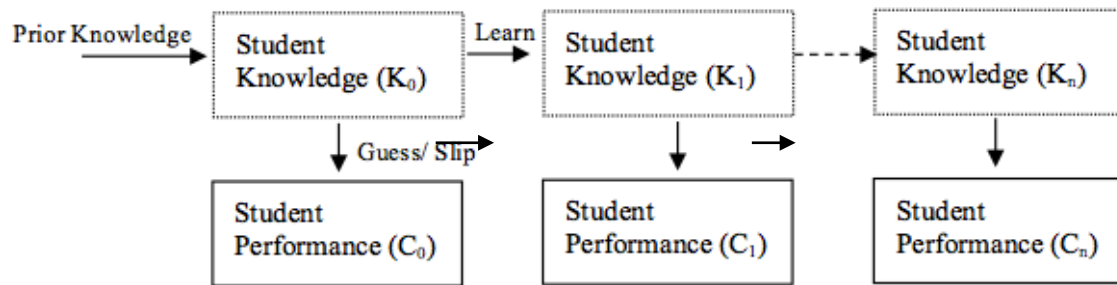 Prior Knowledge
Student
Knowledge (K₀)
Learn
Student
Knowledge (K₁)
Student
Knowledge (Kₙ)
Guess/ Slip
Student
Performance (C₀)
Student
Performance (C₁)
Student
Performance (Cₙ)